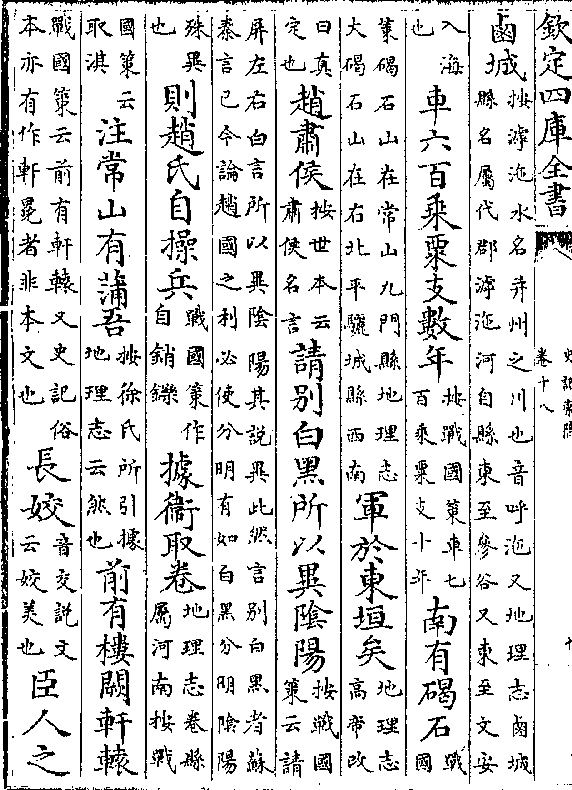 欽定四庫全書
史記索隱
卷十八
十
鹵城按滹沲水名并州之川也音呼沲又地理志鹵城縣名屬代郡滹沲河自縣東至參谷又東至文安
入海也車六百乘粟支數年按戰國策車七百乘粟支十年南有碣石戰國
策碣石山在常山九門縣地理志大碣石山在右北平驪城縣西南軍於東垣矣地理志高帝改
曰真定也趙肅侯按世本云肅侯名言請別白黑所以異陰陽按戰國策云請
屏左右白言所以異陰陽其說異此然言別白黑者蘇秦言已今論趙國之利必使分明有如白黑分明陰陽
殊異也則趙氏自操兵戰國策作自銷鑠據衞取卷地理志卷縣屬河南按戰
國策云取淇注常山有蒲吾按徐氏所引據地理志云然也前有樓闕軒轅
戰國策云前有軒轅又史記俗本亦有作軒冕者非本文也長姣音交說文云姣美也臣人之